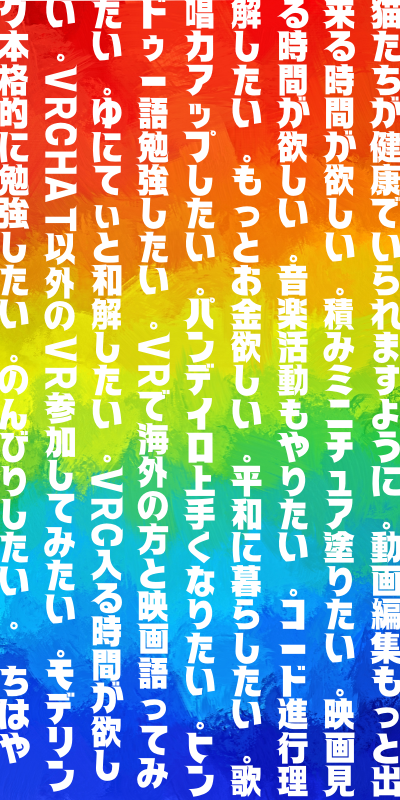 猫たちが健康でいられますように。動画編集もっと出
来る時間が欲しい。積みミニチュア塗りたい。映画見
る時間が欲しい。音楽活動もやりたい。コード進行理
解したい。もっとお金欲しい。平和に暮らしたい。歌
唱力アップしたい。パンデイロ上手くなりたい。ヒン
ドゥー語勉強したい。VRで海外の方と映画語ってみ
たい。ゆにてぃと和解したい。VRC入る時間が欲し
い。VRCHAT以外のVR参加してみたい。モデリン
グ本格的に勉強したい。のんびりしたい。 ちはや